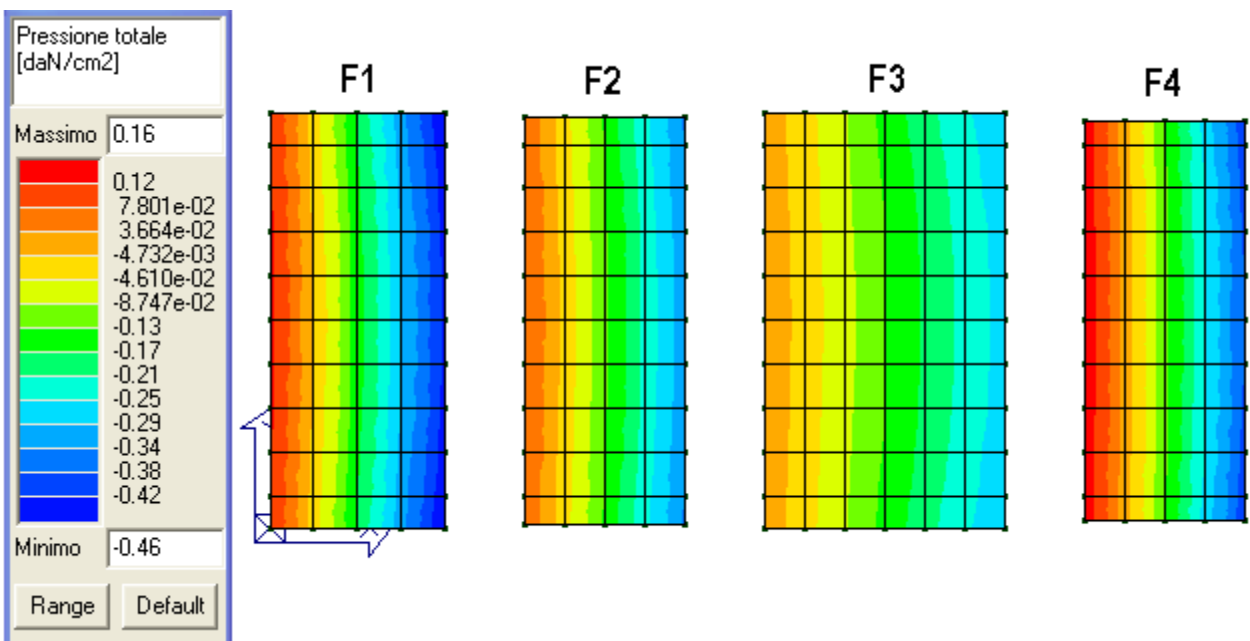 Pressione totale
[daN/cm2]
F1
F2
F3
F4
Massimo 0.16
0.12
7.801e-02
3.664e-02
-4.732e-03
-4.610e-02
-8.747e-02
-0.13
-0.17
-0.21
-0.25
-0.29
-0.34
-0.38
-0.42
Minimo -0.46
Range Default